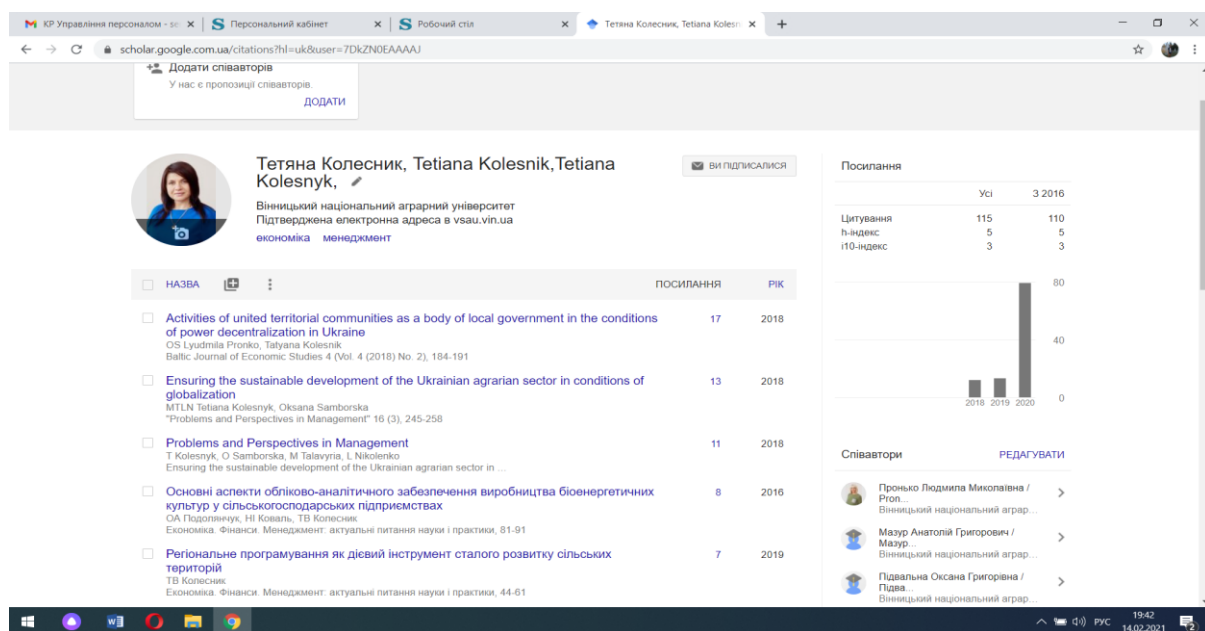 КР Управління персоналом - se
Персональний кабінет
Робочий стіл
Тетяна Колесник, Tetiana Kolesn
scholar.google.com.ua/citations?hl=uk&user=7DkZN0EAAAAJ
Додати співавторів
У нас є пропозиції співавторів.
ДОДАТИ
Тетяна Колесник, Tetiana Kolesnik,Tetiana
Kolesnyk,
Вінницький національний аграрний університет
Підтверджена електронна адреса в vsau.vin.ua
економіка менеджмент
ВИ ПІДПИСАЛИСЯ
НАЗВА ПОСИЛАННЯ РІК
Activities of united territorial communities as a body of local government in the conditions 17 2018
of power decentralization in Ukraine
OS Lyudmila Pronko, Tatyana Kolesnik
Baltic Journal of Economic Studies 4 (Vol. 4 (2018) No. 2), 184-191
Ensuring the sustainable development of the Ukrainian agrarian sector in conditions of 13 2018
globalization
MTLN Tetiana Kolesnyk, Oksana Samborska
"Problems and Perspectives in Management" 16 (3), 245-258
Problems and Perspectives in Management 11 2018
T Kolesnyk, O Samborska, M Talavyria, L Nikolenko
Ensuring the sustainable development of the Ukrainian agrarian sector in …
Основні аспекти обліково-аналітичного забезпечення виробництва біоенергетичних 8 2016
культур у сільськогосподарських підприємствах
ОА Подолянчук, НІ Коваль, ТВ Колесник
Економіка. Фінанси. Менеджмент: актуальні питання науки і практики, 81-91
Регіональне програмування як дієвий інструмент сталого розвитку сільських 7 2019
територій
ТВ Колесник
Економіка. Фінанси. Менеджмент: актуальні питання науки і практики, 44-61
Посилання
Усі З 2016
Цитування 115 110
h-індекс 5 5
i10-індекс 3 3
80
40
2018 2019 2020 0
Співавтори РЕДАГУВАТИ
Пронько Людмила Миколаївна /
Pron...
Вінницький національний аграр...
Мазур Анатолій Григорович /
Мазур...
Вінницький національний аграр...
Підвальна Оксана Григорівна /
Підва...
Вінницький національний аграр...
РУС
19:42
14.02.2021
2